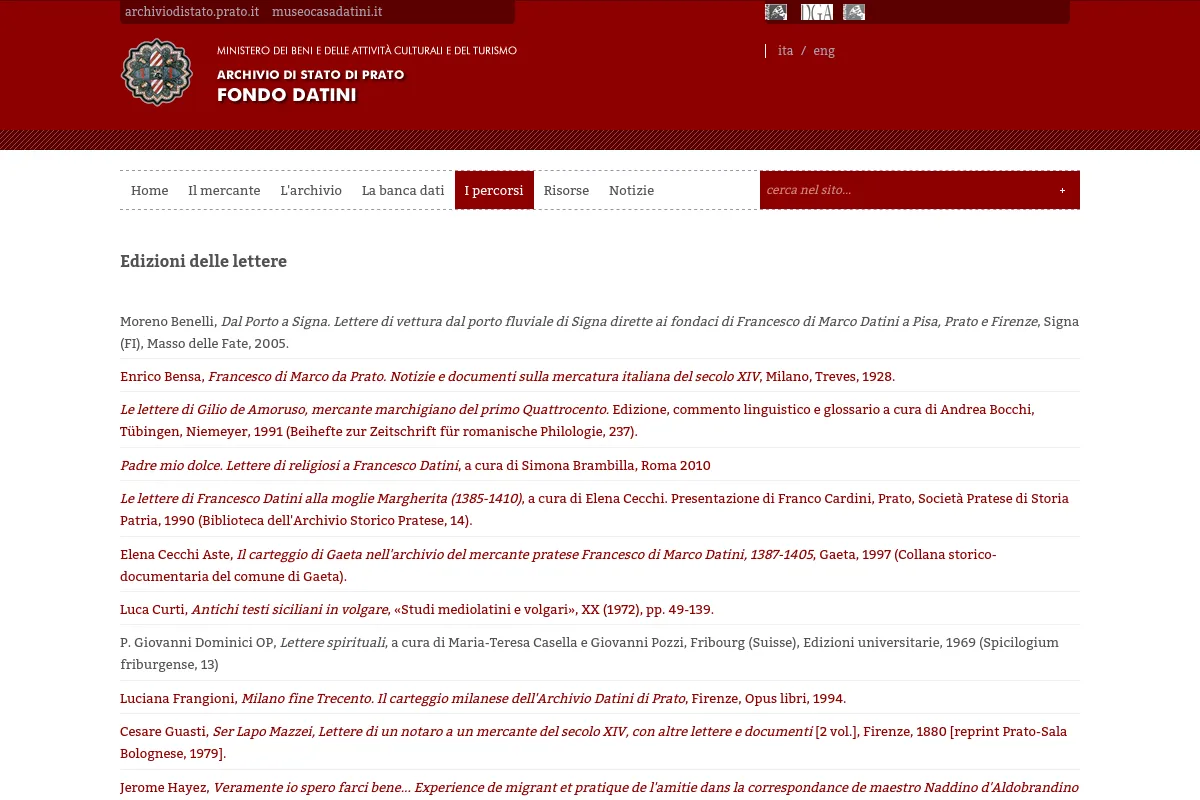 archiviodistato.prato.it museocasadatini.it
DGA
MINISTERO DEI BENI E DELLE ATTIVITÀ CULTURALI E DEL TURISMO
ita / eng
ARCHIVIO DI STATO DI PRATO
FONDO DATINI
Home Il mercante L'archivio La banca dati I percorsi Risorse Notizie cerca nel sito... +
Edizioni delle lettere
Moreno Benelli, Dal Porto a Signa. Lettere di vettura dal porto fluviale di Signa dirette ai fondaci di Francesco di Marco Datini a Pisa, Prato e Firenze, Signa
(FI), Masso delle Fate, 2005.
Enrico Bensa, Francesco di Marco da Prato. Notizie e documenti sulla mercatura italiana del secolo XIV, Milano, Treves, 1928.
Le lettere di Gilio de Amoruso, mercante marchigiano del primo Quattrocento. Edizione, commento linguistico e glossario a cura di Andrea Bocchi,
Tübingen, Niemeyer, 1991 (Beihefte zur Zeitschrift für romanische Philologie, 237).
Padre mio dolce. Lettere di religiosi a Francesco Datini, a cura di Simona Brambilla, Roma 2010
Le lettere di Francesco Datini alla moglie Margherita (1385-1410), a cura di Elena Cecchi. Presentazione di Franco Cardini, Prato, Società Pratese di Storia
Patria, 1990 (Biblioteca dell'Archivio Storico Pratese, 14).
Elena Cecchi Aste, Il carteggio di Gaeta nell'archivio del mercante pratese Francesco di Marco Datini, 1387-1405, Gaeta, 1997 (Collana storico-
documentaria del comune di Gaeta).
Luca Curti, Antichi testi siciliani in volgare, «Studi mediolatini e volgari», XX (1972), pp. 49-139.
P. Giovanni Dominici OP, Lettere spirituali, a cura di Maria-Teresa Casella e Giovanni Pozzi, Fribourg (Suisse), Edizioni universitarie, 1969 (Spicilogium
friburgense, 13)
Luciana Frangioni, Milano fine Trecento. Il carteggio milanese dell'Archivio Datini di Prato, Firenze, Opus libri, 1994.
Cesare Guasti, Ser Lapo Mazzei, Lettere di un notaro a un mercante del secolo XIV, con altre lettere e documenti [2 vol.], Firenze, 1880 [reprint Prato-Sala
Bolognese, 1979].
Jerome Hayez, Veramente io spero farci bene... Experience de migrant et pratique de l'amitie dans la correspondance de maestro Naddino d'Aldobrandino